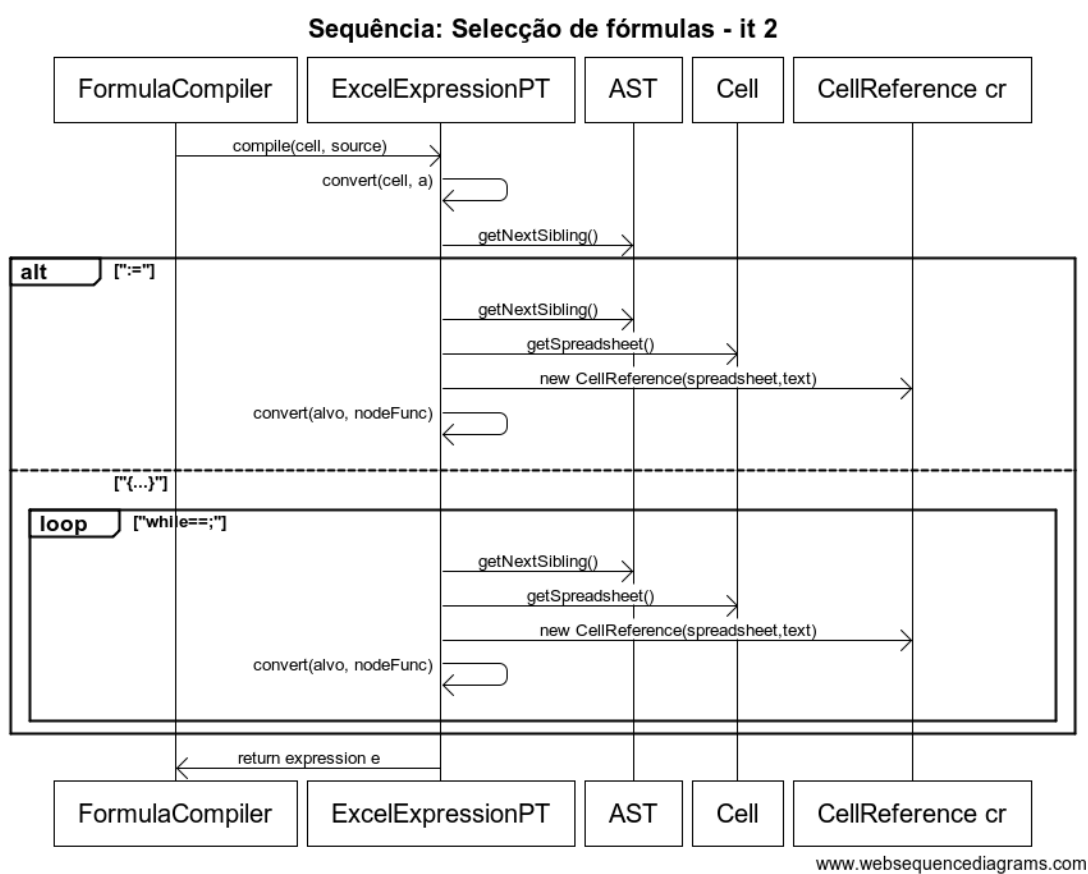 Sequência: Selecção de fórmulas - it 2
FormulaCompiler
ExcelExpressionPT
AST
Cell
CellReference cr
compile(cell, source)
convert(cell, a)
getNextSibling()
alt
[":="]
getNextSibling()
getSpreadsheet()
new CellReference(spreadsheet,text)
convert(alvo, nodeFunc)
["{...}"]
loop
["while==;"]
getNextSibling()
getSpreadsheet()
new CellReference(spreadsheet,text)
convert(alvo, nodeFunc)
return expression e
FormulaCompiler
ExcelExpressionPT
AST
Cell
CellReference cr
www.websequencediagrams.com